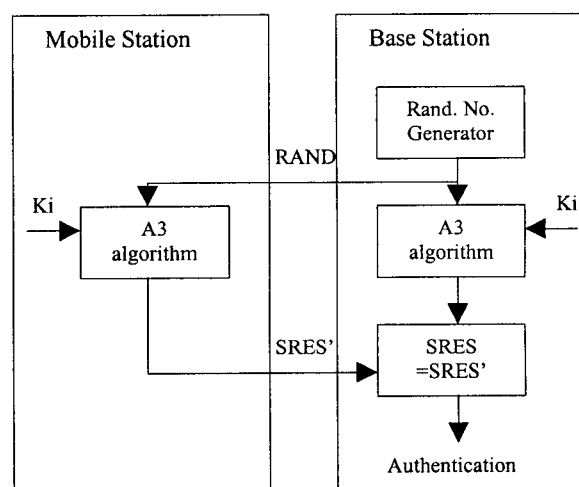 Mobile Station
Base Station
Rand. No.
Generator
RAND
Ki
A3
algorithm
A3
algorithm
Ki
SRES’
SRES
=SRES’
Authentication